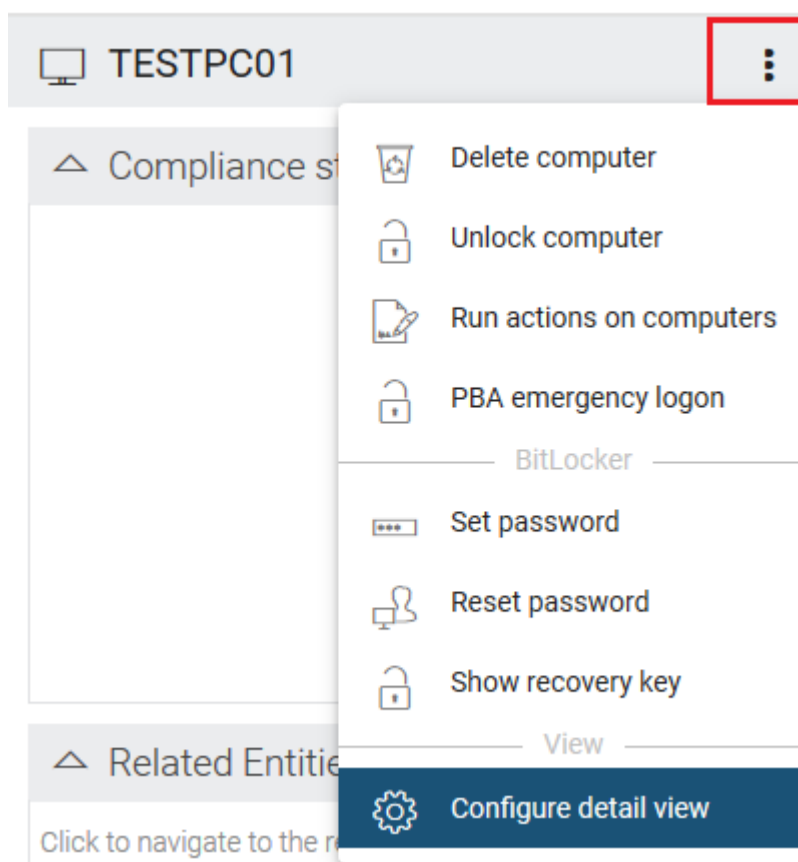 TESTPC01
Compliance st
Delete computer
Unlock computer
Run actions on computers
PBA emergency logon
BitLocker
Set password
Reset password
Show recovery key
View
Related Entitie
Configure detail view
Click to navigate to the r